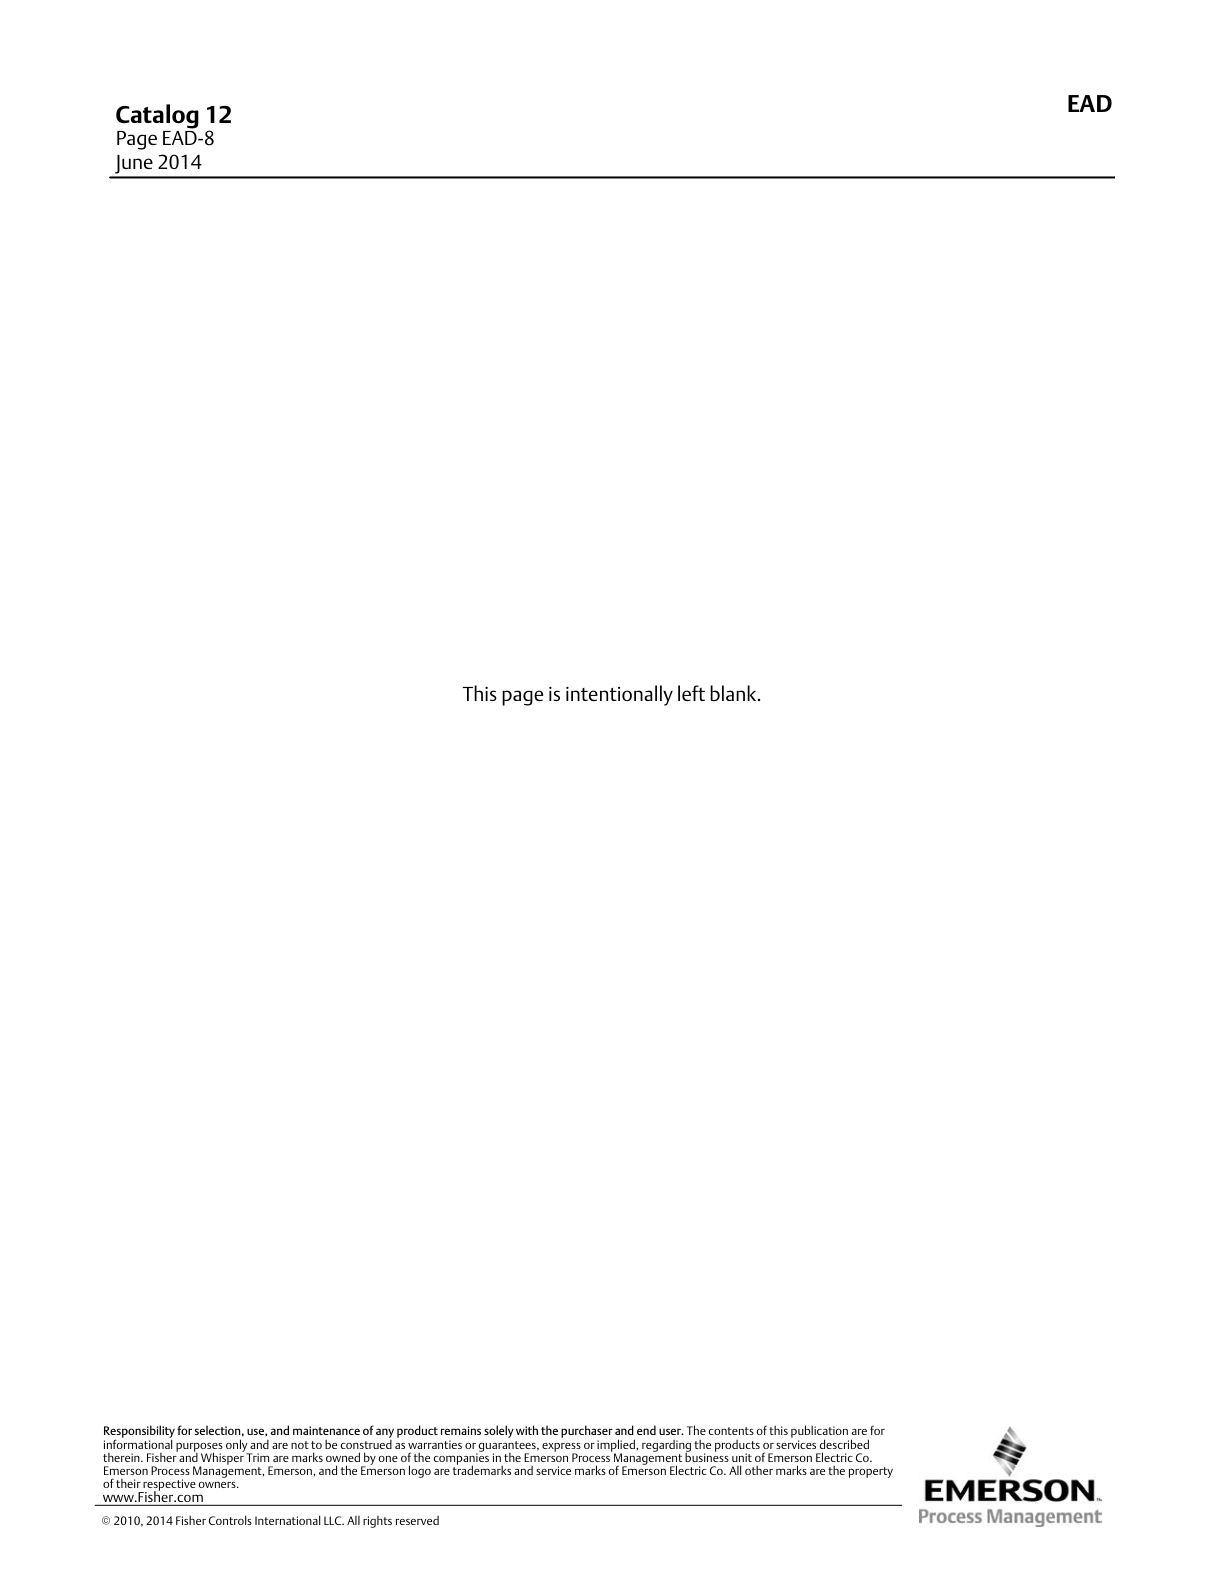 Catalog 12
Page EAD-8
June 2014
EAD
This page is intentionally left blank.
Responsibility for selection, use, and maintenance of any product remains solely with the purchaser and end user. The contents of this publication are for
informational purposes only and are not to be construed as warranties or guarantees, express or implied, regarding the products or services described
therein. Fisher and Whisper Trim are marks owned by one of the companies in the Emerson Process Management business unit of Emerson Electric Co.
Emerson Process Management, Emerson, and the Emerson logo are trademarks and service marks of Emerson Electric Co. All other marks are the property
of their respective owners.
www.Fisher.com
© 2010, 2014 Fisher Controls International LLC. All rights reserved
EMERSON™
Process Management